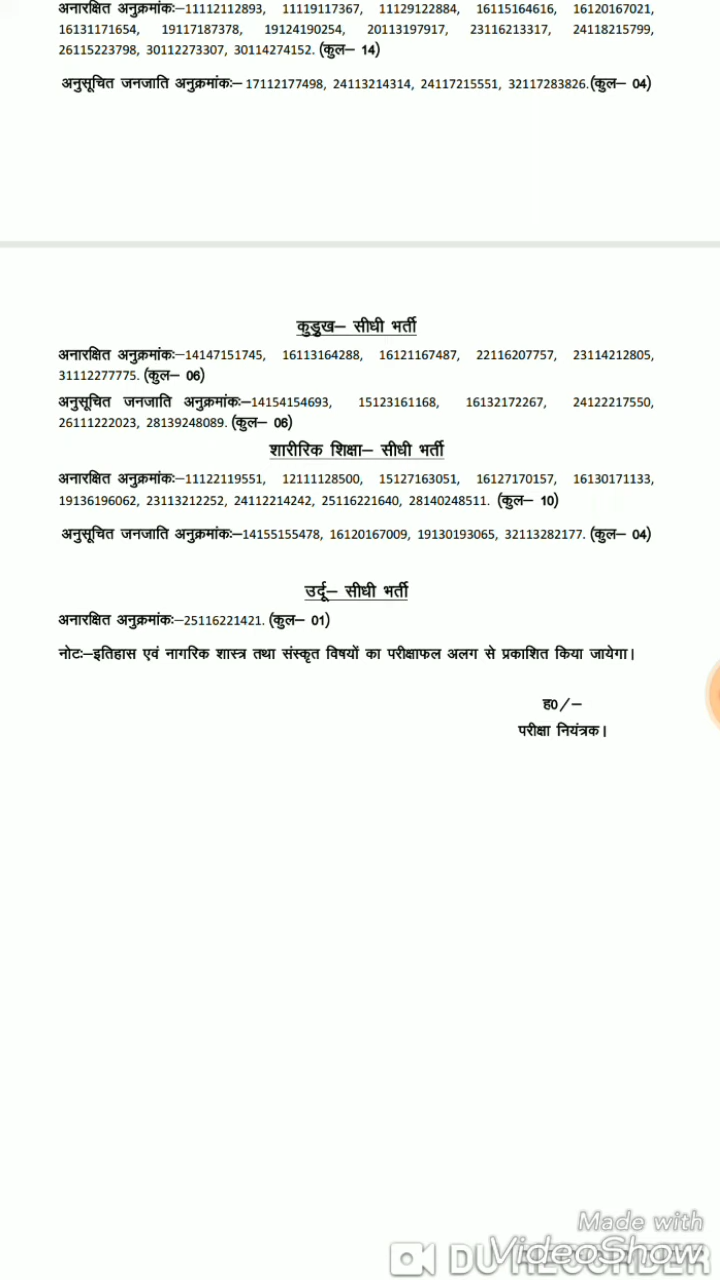 अनारक्षित अनुक्रमांकः–11112112893, 11119117367, 11129122884, 16115164616, 16120167021,
16131171654, 19117187378, 19124190254, 20113197917, 23116213317, 24118215799,
26115223798, 30112273307, 30114274152. (कुल– 14)
अनुसूचित जनजाति अनुक्रमांकः– 17112177498, 24113214314, 24117215551, 32117283826.(कुल– 04)
कुडुख– सीधी भर्ती
अनारक्षित अनुक्रमांकः–14147151745, 16113164288, 16121167487, 22116207757, 23114212805,
31112277775. (कुल– 06)
अनुसूचित जनजाति अनुक्रमांकः–14154154693, 15123161168, 16132172267, 24122217550,
26111222023, 28139248089. (कुल– 06)
शारीरिक शिक्षा– सीधी भर्ती
अनारक्षित अनुक्रमांकः–11122119551, 12111128500, 15127163051, 16127170157, 16130171133,
19136196062, 23113212252, 24112214242, 25116221640, 28140248511. (कुल– 10)
अनुसूचित जनजाति अनुक्रमांकः–14155155478, 16120167009, 19130193065, 32113282177. (कुल– 04)
उर्दू– सीधी भर्ती
अनारक्षित अनुक्रमांकः–25116221421. (कुल– 01)
नोटः–इतिहास एवं नागरिक शास्त्र तथा संस्कृत विषयों का परीक्षाफल अलग से प्रकाशित किया जायेगा।
ह0/–
परीक्षा नियंत्रक।
Made with
VideoShow
DU RECORDER